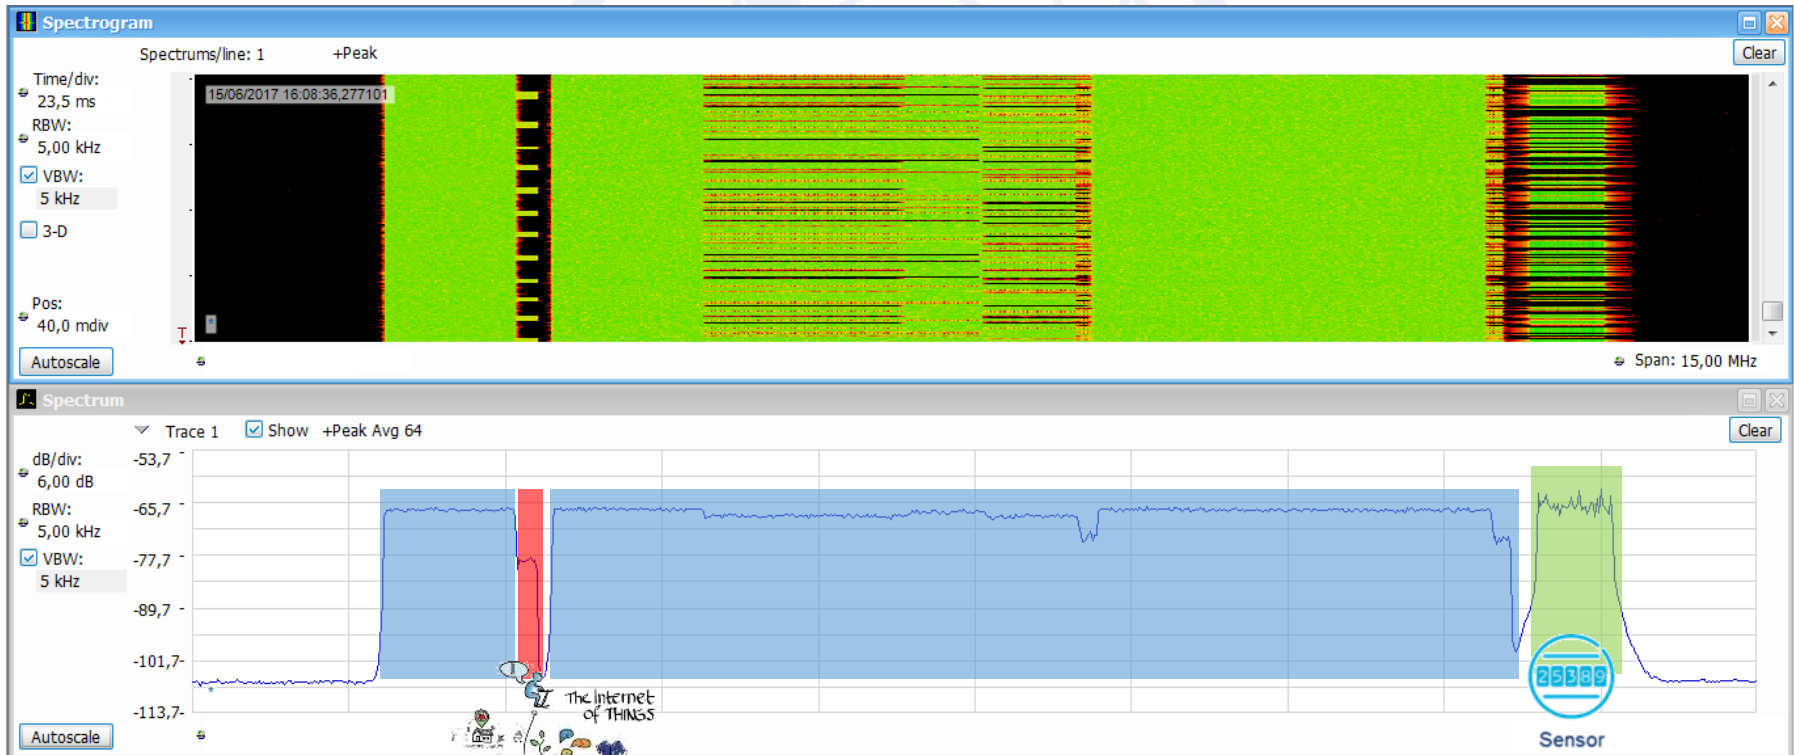 Spectrogram
Spectrums/line: 1 +Peak Clear
Time/div:
23,5 ms
15/06/2017 16:08:36,277101
RBW:
5,00 kHz
VBW:
5 kHz
3-D
Pos:
40,0 mdiv
T
*
Autoscale
Span: 15,00 MHz
Spectrum
Trace 1 Show +Peak Avg 64 Clear
dB/div:
6,00 dB
RBW:
5,00 kHz
VBW:
5 kHz
-53,7
-65,7
-77,7
-89,7
-101,7
-113,7
*
I
The Internet
of THINGS
25389
Sensor
Autoscale